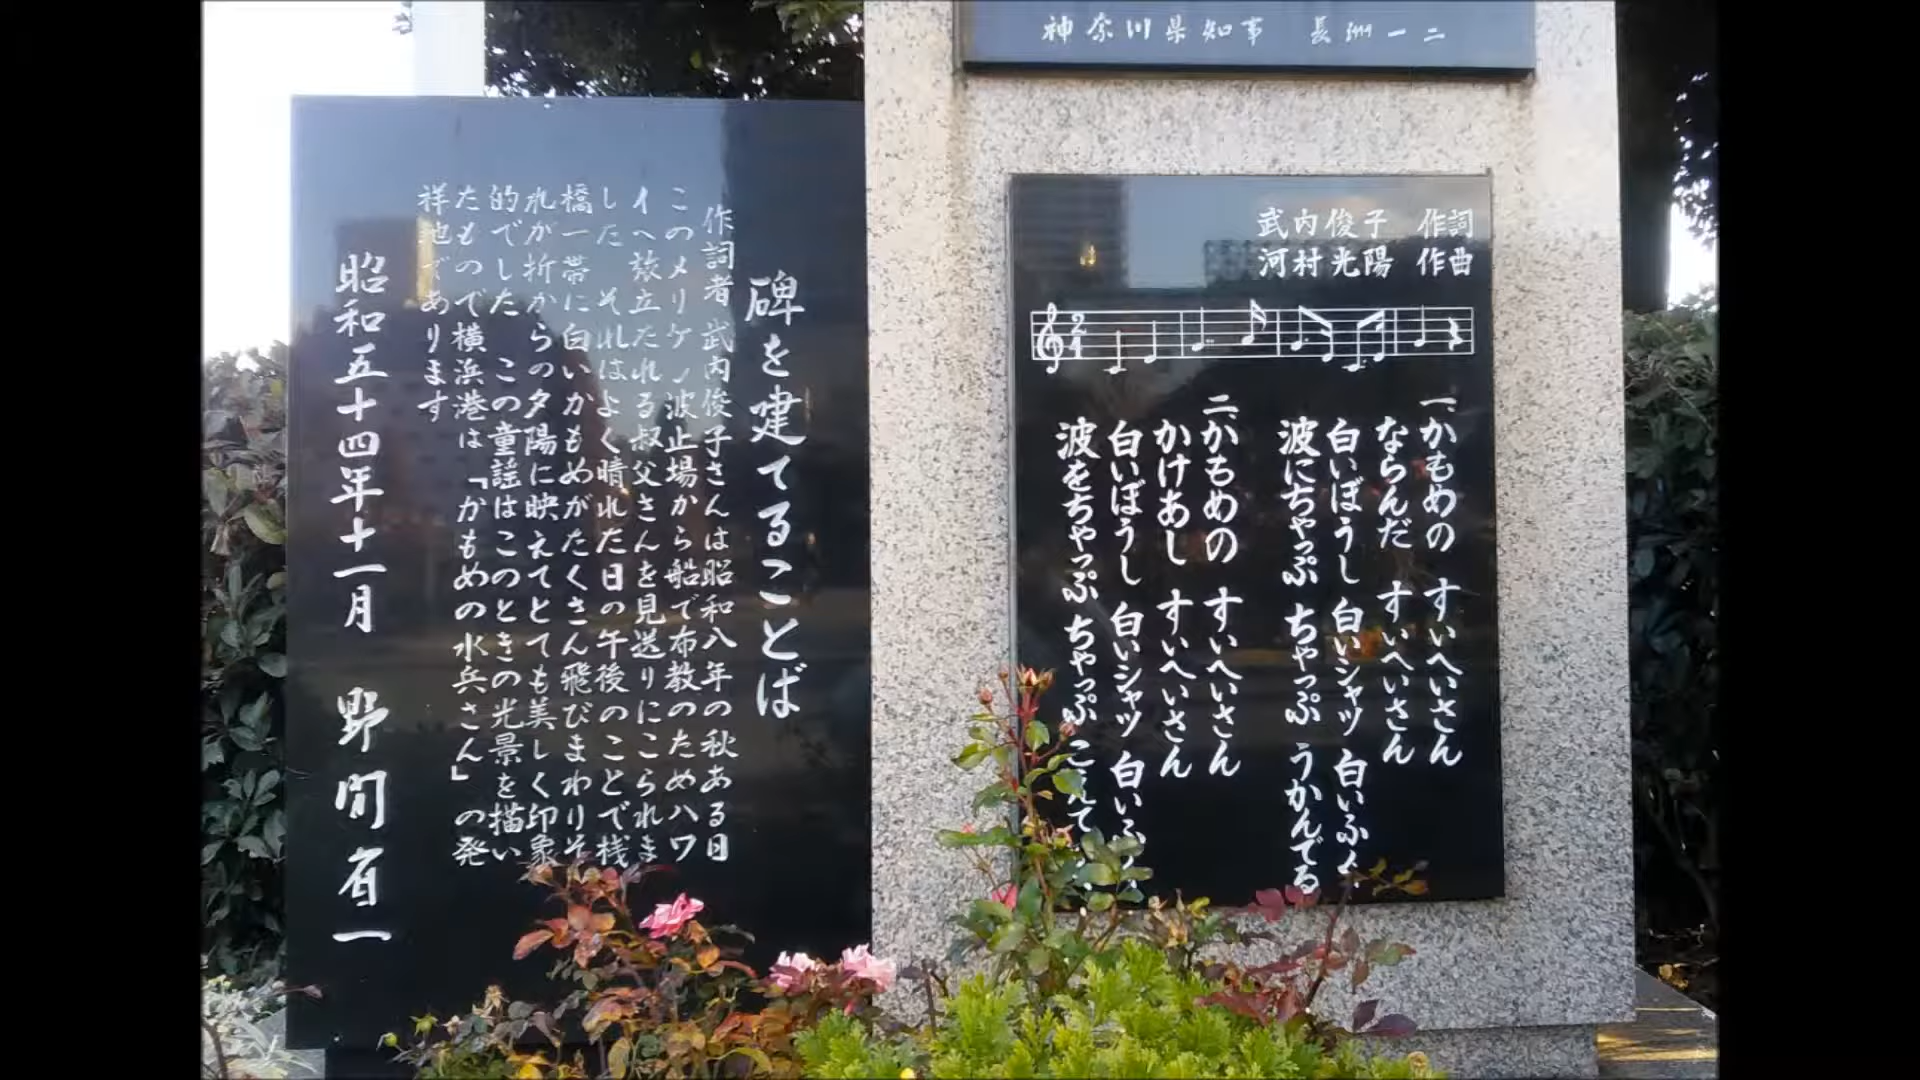 神奈川県知事 長洲一二
碑を建てることば
作詞者 武内俊子さんは昭和八年の秋ある日
このメリケン波止場から船で布教のためハワ
イへ旅立たれる叔父さんを見送りにこられま
した それはよく晴れた日の午後のことで桟
橋一帯に白いかもめがたくさん飛びまわりそ
れが折からの夕陽に映えてとても美しく印象
的でした この童謡はこのときの光景を描い
たもので横浜港は「かもめの水兵さん」の発
祥地であります
昭和五十四年十一月 野間有一
武内俊子 作詞
河村光陽 作曲
2
4
一、かもめの すいへいさん
ならんだ すいへいさん
白いぼうし 白いシャツ 白いふく
波にちゃっぷ ちゃっぷ うかんでる
二、かもめの すいへいさん
かけあし すいへいさん
白いぼうし 白いシャツ 白いふ
波をちゃっぷ ちゃっぷ こえて